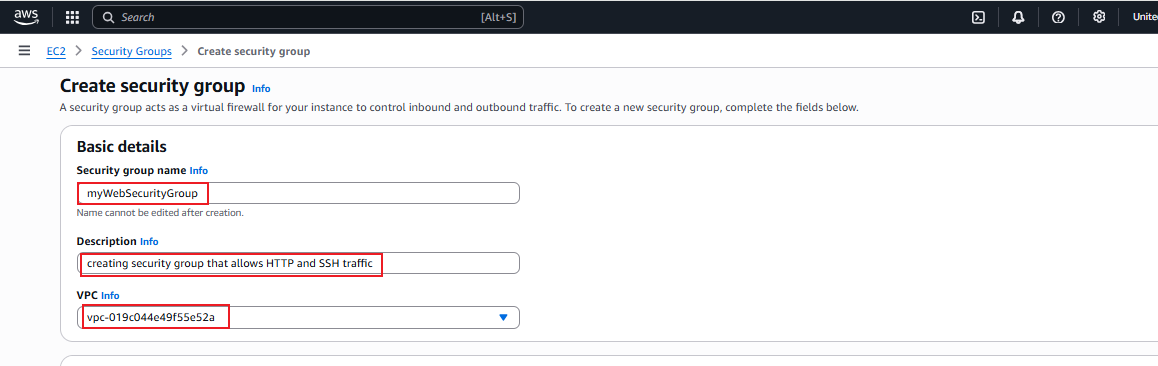 aws Search [Alt+S] United
EC2 > Security Groups > Create security group
Create security group Info
A security group acts as a virtual firewall for your instance to control inbound and outbound traffic. To create a new security group, complete the fields below.
Basic details
Security group name Info
myWebSecurityGroup
Name cannot be edited after creation.
Description Info
creating security group that allows HTTP and SSH traffic
VPC Info
vpc-019c044e49f55e52a